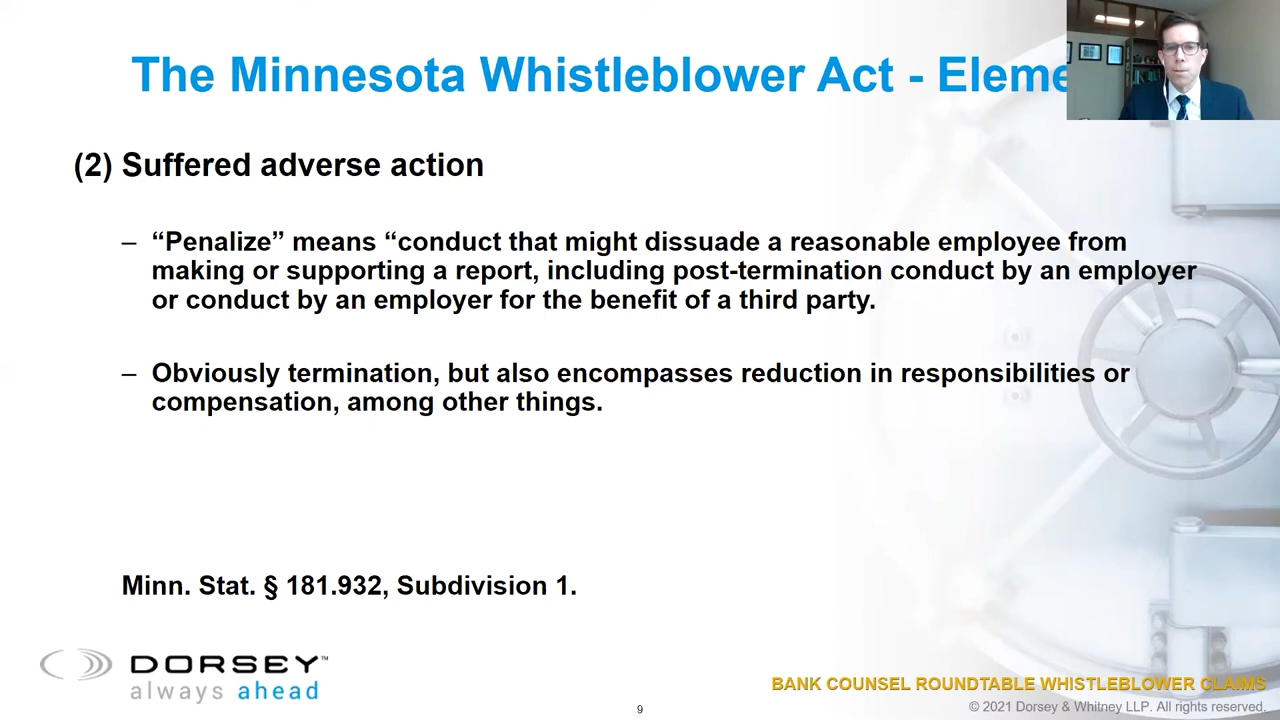 The Minnesota Whistleblower Act - Eleme
(2) Suffered adverse action
– “Penalize” means “conduct that might dissuade a reasonable employee from
making or supporting a report, including post-termination conduct by an employer
or conduct by an employer for the benefit of a third party.
– Obviously termination, but also encompasses reduction in responsibilities or
compensation, among other things.
Minn. Stat. § 181.932, Subdivision 1.
DORSEY™
always ahead
BANK COUNSEL ROUNDTABLE WHISTLEBLOWER CLAIMS
9
© 2021 Dorsey & Whitney LLP. All rights reserved.